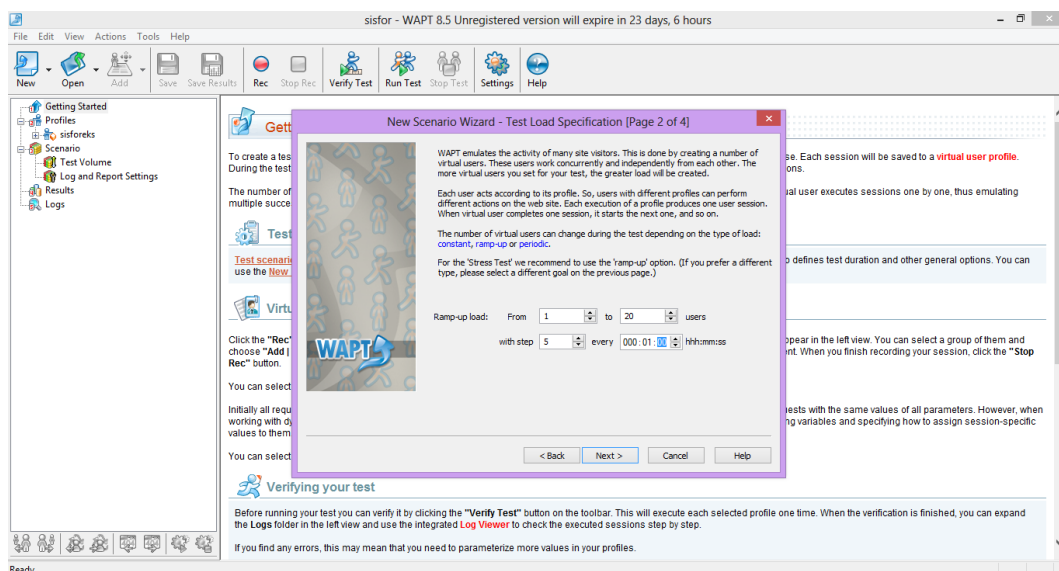 sisfor - WAPT 8.5 Unregistered version will expire in 23 days, 6 hours
File Edit View Actions Tools Help
New Open Add Save Save Results Rec Stop Rec Verify Test Run Test Stop Test Settings Help
Getting Started
Profiles
sisforeks
Scenario
Test Volume
Log and Report Settings
Results
Logs
Gett
To create a tes
se. Each session will be saved to a virtual user profile.
During the test
ons.
The number of
ual user executes sessions one by one, thus emulating
multiple succe
Test
Test scenari
o defines test duration and other general options. You can
use the New
Virtu
Click the "Rec"
ppear in the left view. You can select a group of them and
choose "Add |
ent. When you finish recording your session, click the "Stop
Rec" button.
You can select
Initially all requ
ests with the same values of all parameters. However, when
working with dy
ng variables and specifying how to assign session-specific
values to them
You can select
New Scenario Wizard - Test Load Specification [Page 2 of 4]
WAPT emulates the activity of many site visitors. This is done by creating a number of
virtual users. These users work concurrently and independently from each other. The
more virtual users you set for your test, the greater load will be created.
Each user acts according to its profile. So, users with different profiles can perform
different actions on the web site. Each execution of a profile produces one user session.
When virtual user completes one session, it starts the next one, and so on.
The number of virtual users can change during the test depending on the type of load:
constant, ramp-up or periodic.
For the 'Stress Test' we recommend to use the 'ramp-up' option. (If you prefer a different
type, please select a different goal on the previous page.)
Ramp-up load: From 1 to 20 users
with step 5 every 000:01:00 hhh:mm:ss
WAPT
< Back Next > Cancel Help
Verifying your test
Before running your test you can verify it by clicking the "Verify Test" button on the toolbar. This will execute each selected profile one time. When the verification is finished, you can expand
the Logs folder in the left view and use the integrated Log Viewer to check the executed sessions step by step.
If you find any errors, this may mean that you need to parameterize more values in your profiles.
Ready